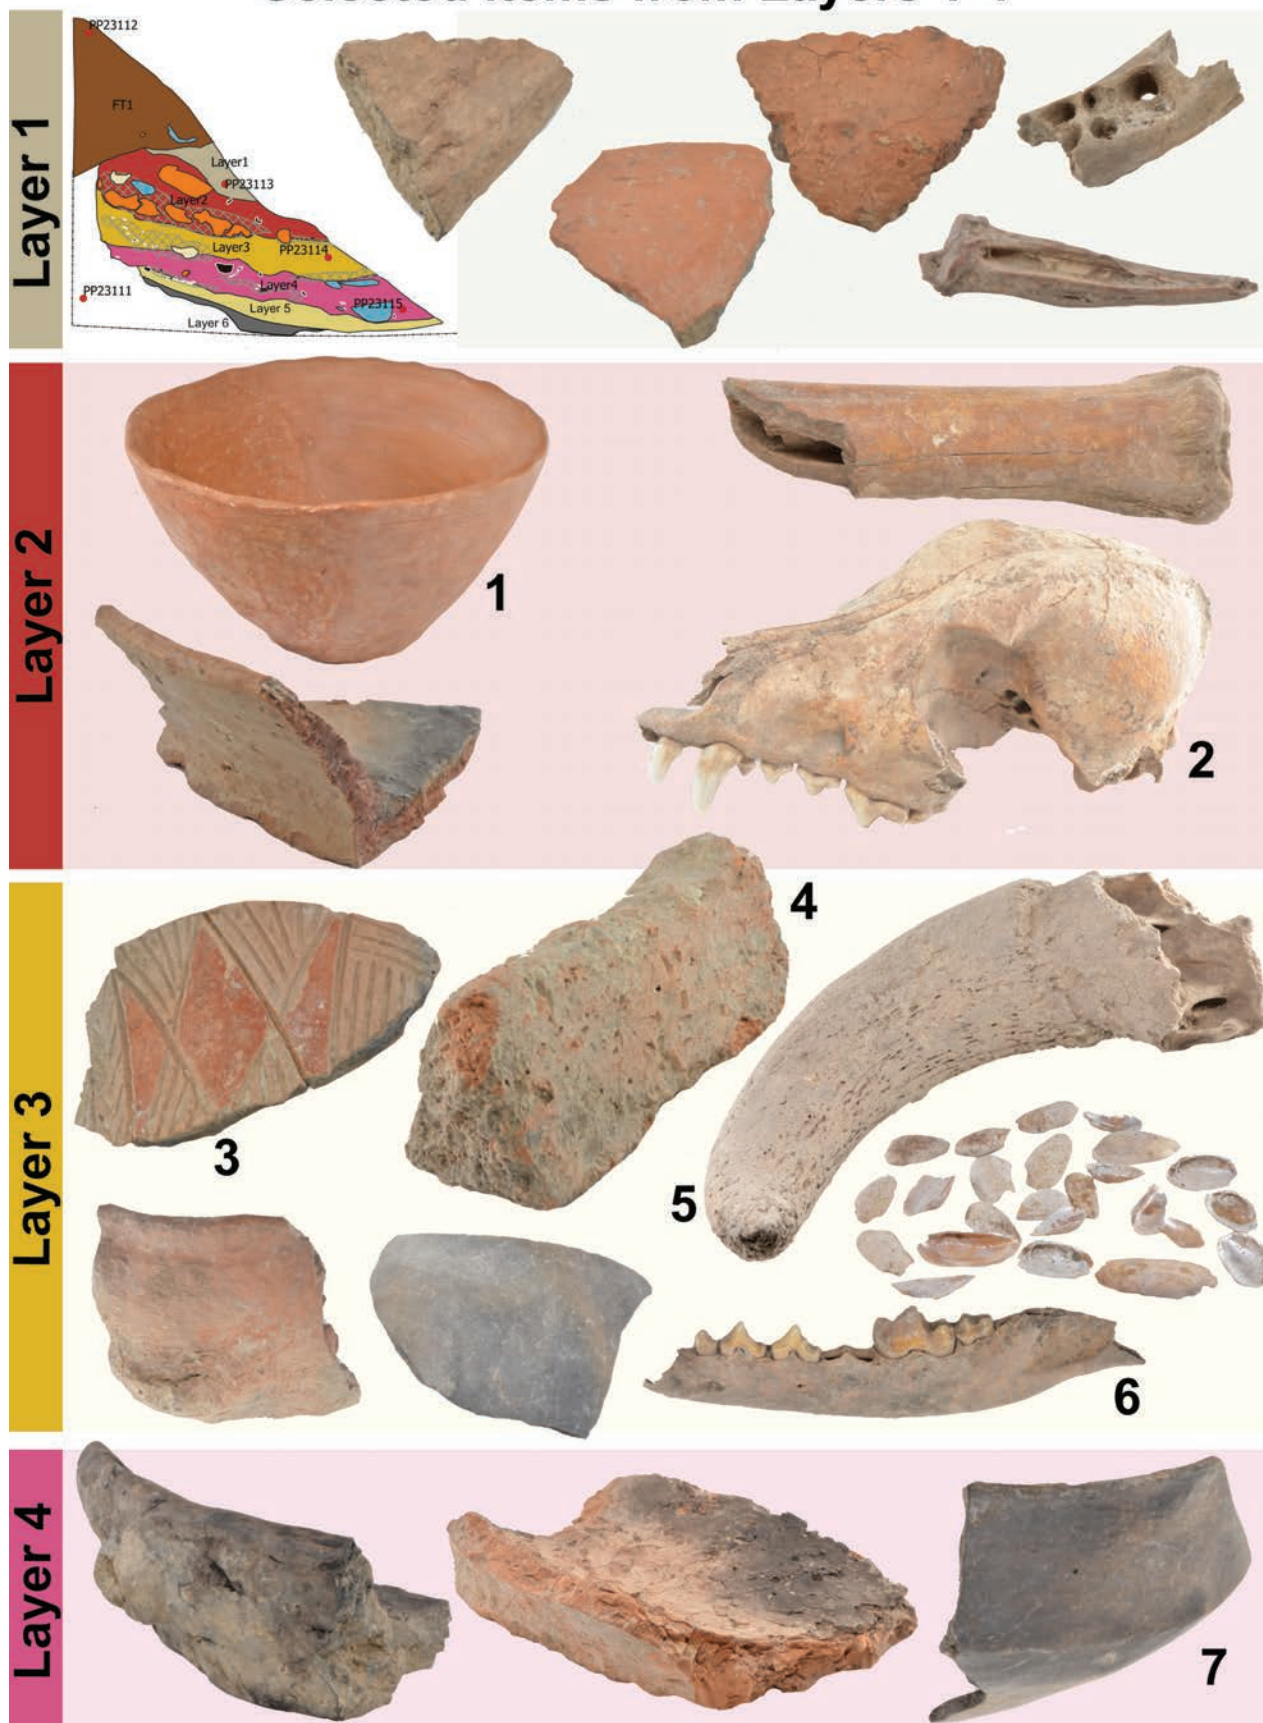 Layer 1
PP23112
FT1
Layer1
PP23113
Layer2
Layer3
PP23114
Layer4
PP23111
Layer 5
PP23115
Layer 6
Layer 2
1
2
Layer 3
3
4
5
6
Layer 4
7